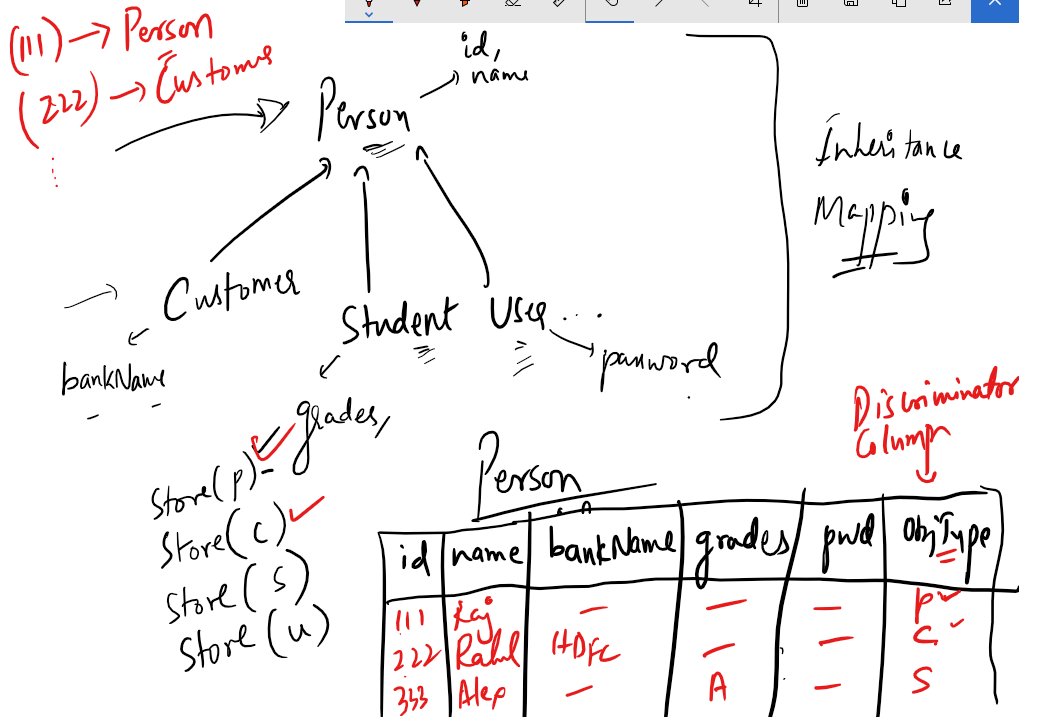 (111) → Person
(222) → Customer
id,
name
Person
Inheritance
Mapping
Customer
Student User ....
bankName
password
grades,
Discriminator
Column
Store(p) -
Store(c)
Store(s)
Store(u)
Person
id name bankName grades pwd ObjType
111 Raj — — — P
222 Rahul HDFC — — C
333 Alex — A — S